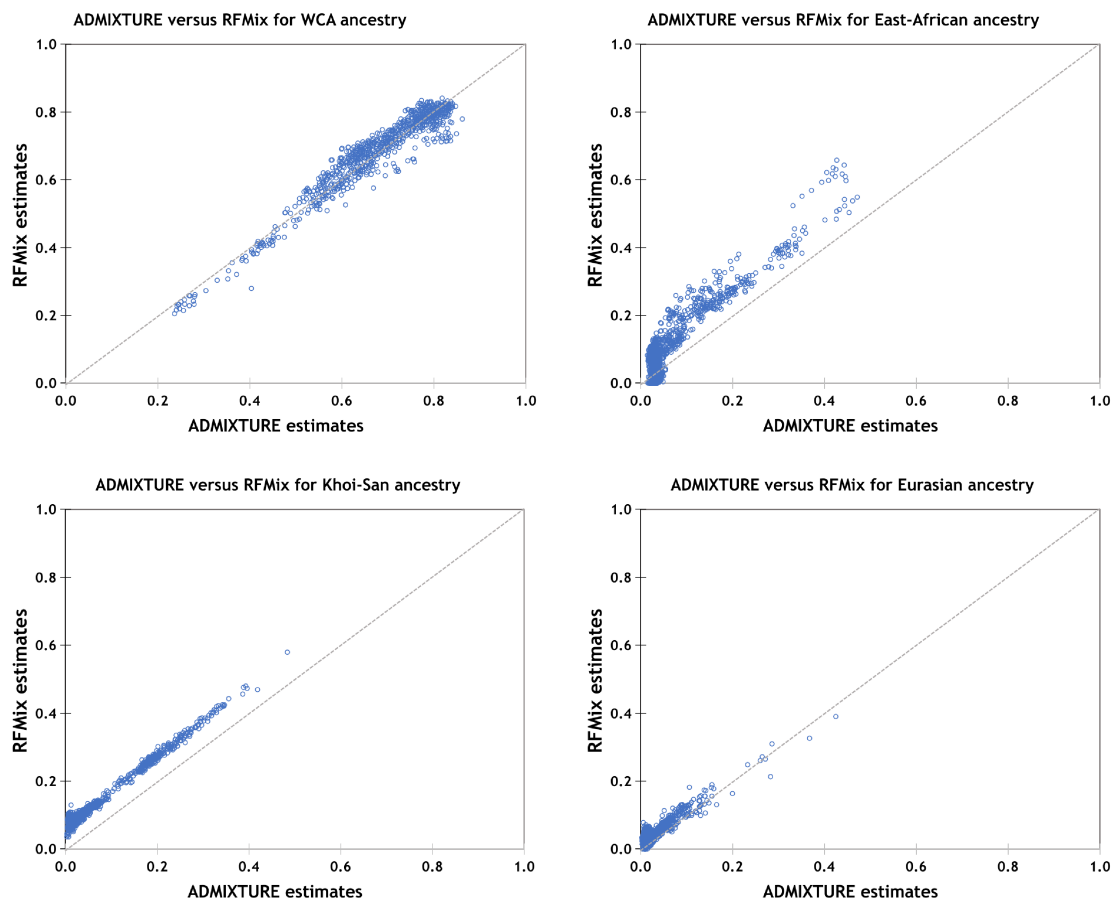 ADMIXTURE versus RFMix for WCA ancestry
1.0
0.8
0.6
0.4
0.2
0.0
RFMix estimates
0.0 0.2 0.4 0.6 0.8 1.0
ADMIXTURE estimates
ADMIXTURE versus RFMix for East-African ancestry
1.0
0.8
0.6
0.4
0.2
0.0
RFMix estimates
0.0 0.2 0.4 0.6 0.8 1.0
ADMIXTURE estimates
ADMIXTURE versus RFMix for Khoi-San ancestry
1.0
0.8
0.6
0.4
0.2
0.0
RFMix estimates
0.0 0.2 0.4 0.6 0.8 1.0
ADMIXTURE estimates
ADMIXTURE versus RFMix for Eurasian ancestry
1.0
0.8
0.6
0.4
0.2
0.0
RFMix estimates
0.0 0.2 0.4 0.6 0.8 1.0
ADMIXTURE estimates